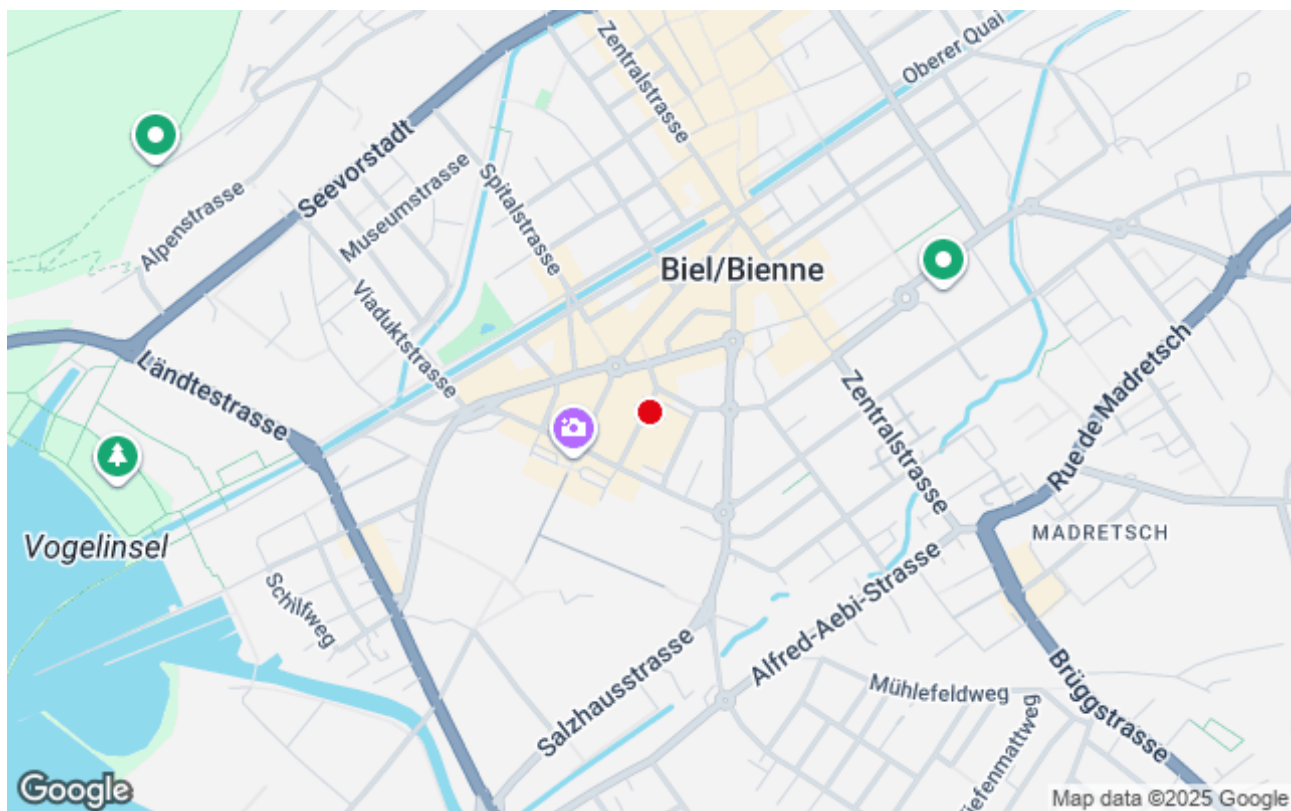 Zentralstrasse
Oberer Quai
Seevorstadt
Museumstrasse
Spitalstrasse
Alpenstrasse
Biel/Bienne
Viaduktstrasse
Ländtestrasse
Rue de Madretsch
Zentralstrasse
Vogelinsel
MADRETSCH
Schilfweg
Alfred-Aebi-Strasse
Salzhausstrasse
Mühlefeldweg
Brüggstrasse
iefenmattweg
Google
Map data ©2025 Google